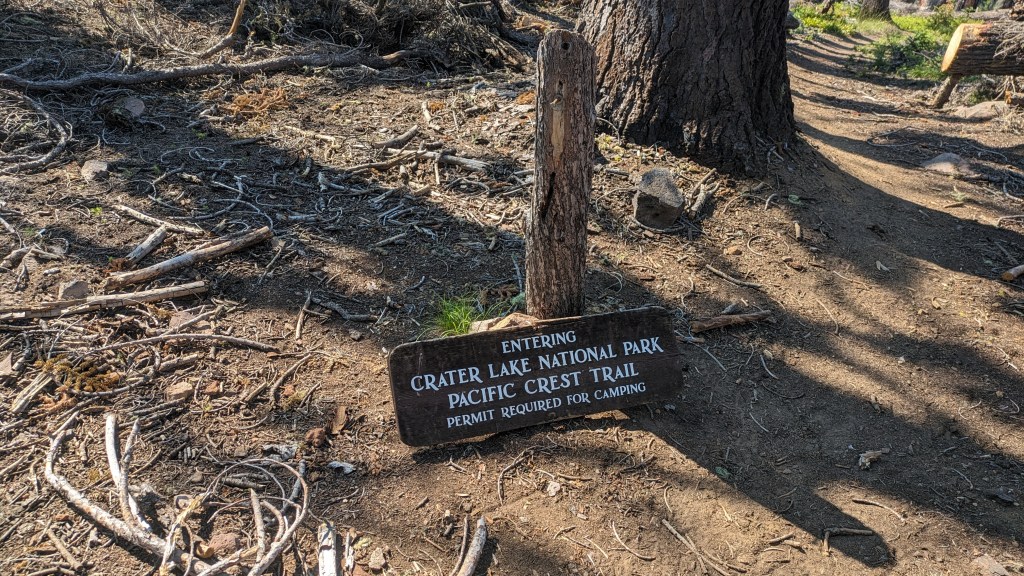 ENTERING
CRATER LAKE NATIONAL PARK
PACIFIC CREST TRAIL
PERMIT REQUIRED FOR CAMPING